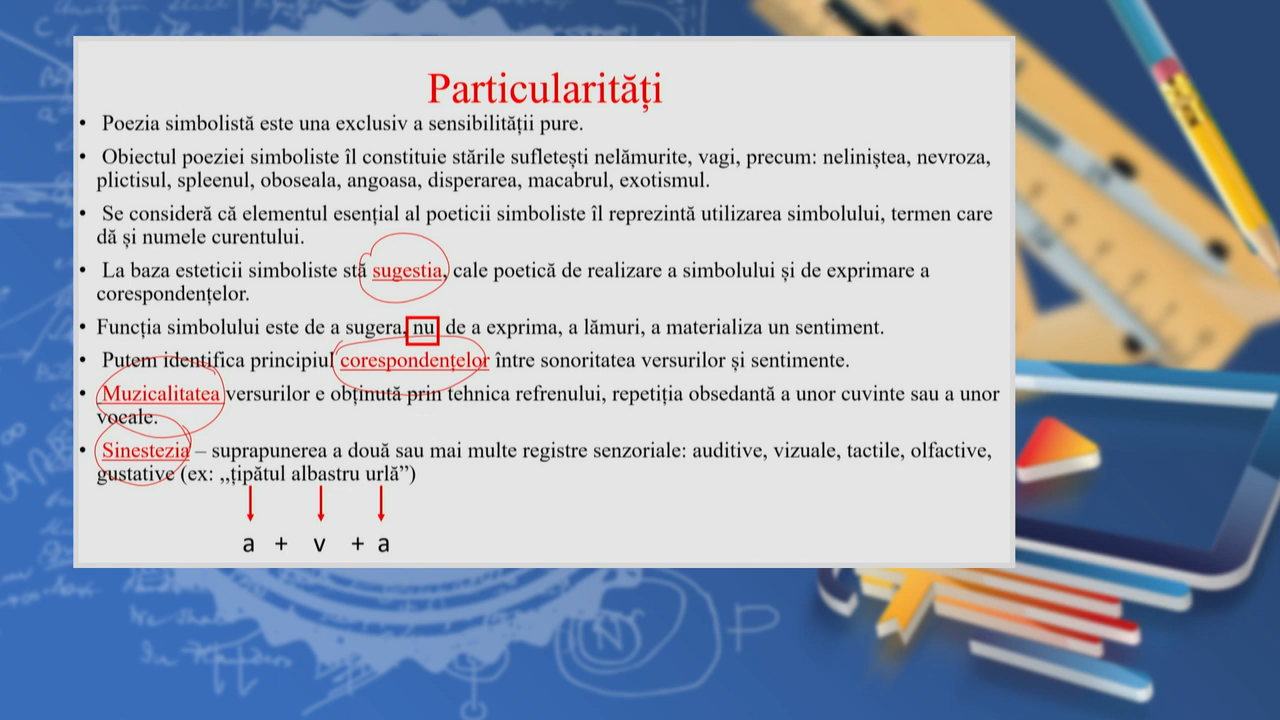 Particularități
• Poezia simbolistă este una exclusiv a sensibilității pure.
• Obiectul poeziei simboliste îl constituie stările sufletești nelămurite, vagi, precum: neliniștea, nevroza,
plictisul, spleenul, oboseala, angoasa, disperarea, macabrul, exotismul.
• Se consideră că elementul esențial al poeticii simboliste îl reprezintă utilizarea simbolului, termen care
dă și numele curentului.
• La baza esteticii simboliste stă sugestia, cale poetică de realizare a simbolului și de exprimare a
corespondențelor.
• Funcția simbolului este de a sugera, nu de a exprima, a lămuri, a materializa un sentiment.
• Putem identifica principiul corespondențelor între sonoritatea versurilor și sentimente.
• Muzicalitatea versurilor e obținută prin tehnica refrenului, repetiția obsedantă a unor cuvinte sau a unor
vocale.
• Sinestezia – suprapunerea a două sau mai multe registre senzoriale: auditive, vizuale, tactile, olfactive,
gustative (ex: ,,țipătul albastru urlă”)
a + v + a
P
N